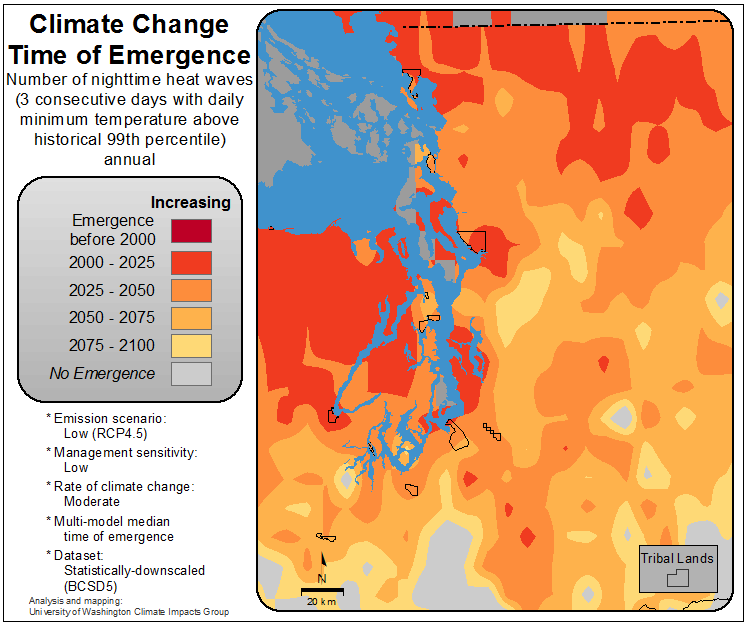 Climate Change
Time of Emergence
Number of nighttime heat waves
(3 consecutive days with daily
minimum temperature above
historical 99th percentile)
annual
Increasing
Emergence
before 2000
2000 - 2025
2025 - 2050
2050 - 2075
2075 - 2100
No Emergence
* Emission scenario:
Low (RCP4.5)
* Management sensitivity:
Low
* Rate of climate change:
Moderate
* Multi-model median
time of emergence
* Dataset:
Statistically-downscaled
(BCSD5)
Analysis and mapping:
University of Washington Climate Impacts Group
N
20 km
Tribal Lands